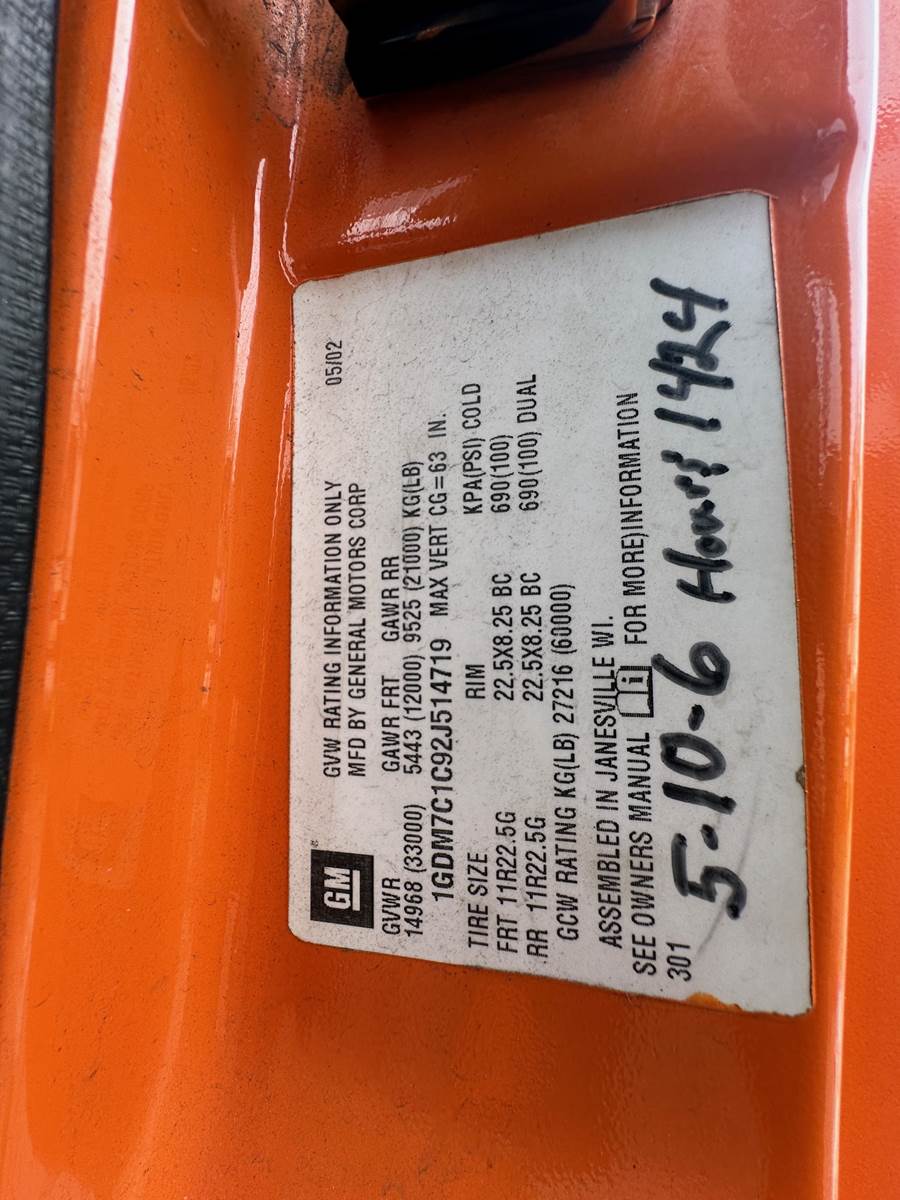 GM
GVW RATING INFORMATION ONLY 05/02
MFD BY GENERAL MOTORS CORP
GVWR GAWR FRT GAWR RR
14968 (33000) 5443 (12000) 9525 (21000) KG(LB)
1GDM7C1C92J514719 MAX VERT CG=63 IN.
TIRE SIZE RIM KPA(PSI) COLD
FRT 11R22.5G 22.5X8.25 BC 690(100)
RR 11R22.5G 22.5X8.25 BC 690(100) DUAL
GCW RATING KG(LB) 27216 (60000)
ASSEMBLED IN JANESVILLE WI.
SEE OWNERS MANUAL FOR MORE)INFORMATION
301
5-10-6 Hours 1424